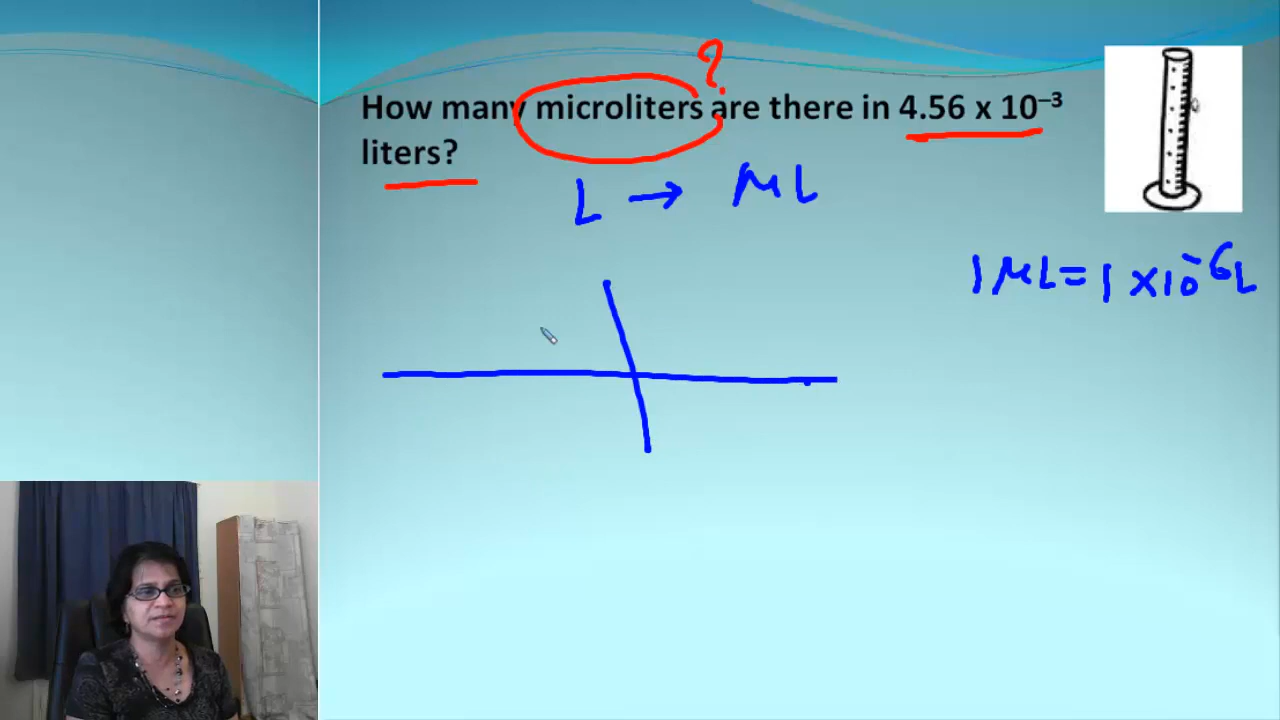 How many microliters are there in 4.56 x 10⁻³
liters?
?
L → μL
1 μL = 1 × 10⁻⁶ L